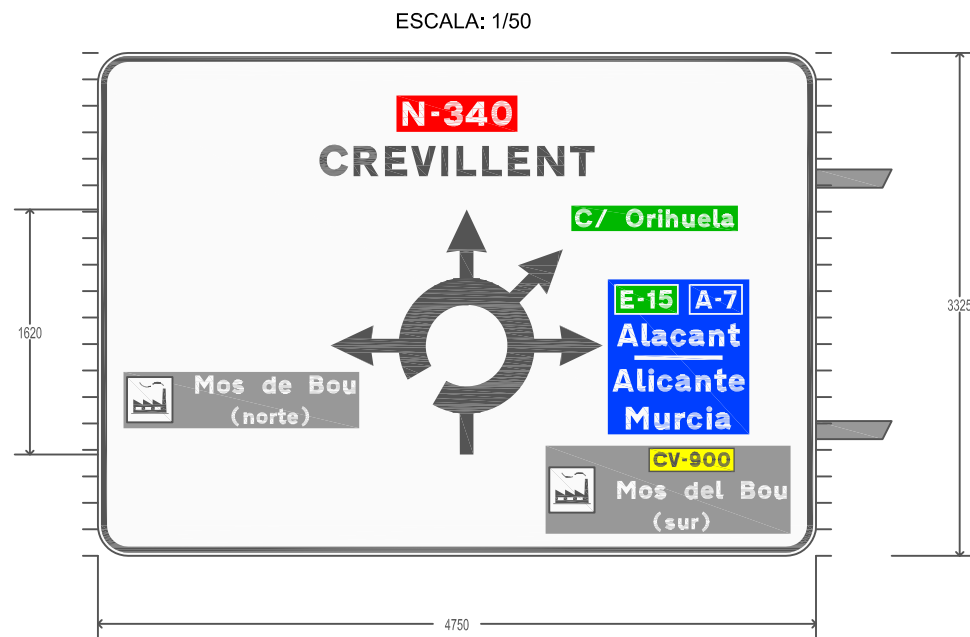 ESCALA: 1/50
N-340
CREVILLENT
C/ Orihuela
E-15 A-7
Alacant
Alicante
Murcia
Mos de Bou
(norte)
CV-900
Mos del Bou
(sur)
1620
3325
4750